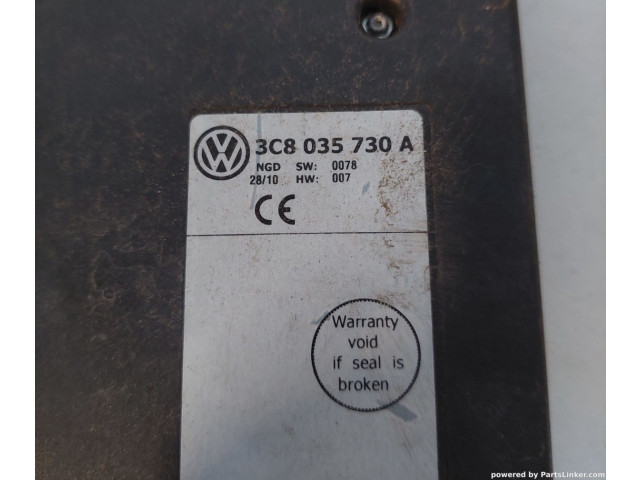 3C8 035 730 A
NGD SW: 0078
28/10 HW: 007
CE
Warranty
void
if seal is
broken
powered by PartsLinker.com